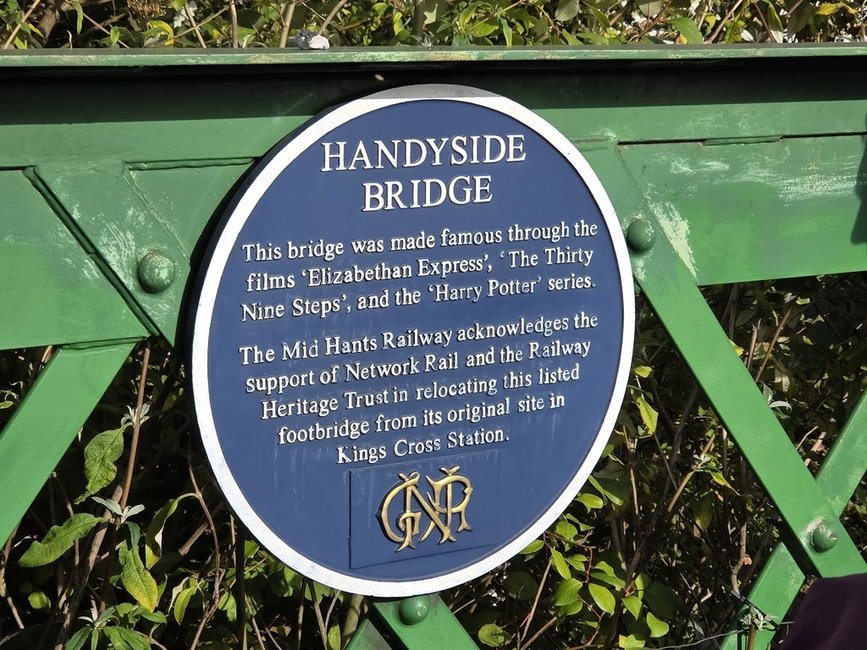 HANDYSIDE
BRIDGE
This bridge was made famous through the
films ‘Elizabethan Express’, ‘The Thirty
Nine Steps’, and the ‘Harry Potter’ series.
The Mid Hants Railway acknowledges the
support of Network Rail and the Railway
Heritage Trust in relocating this listed
footbridge from its original site in
Kings Cross Station.
GNR